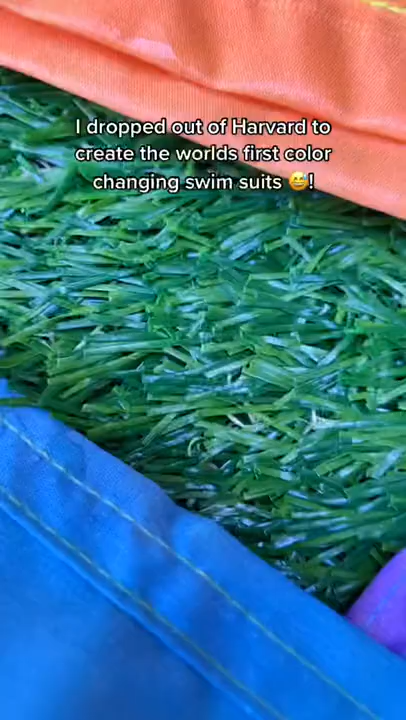 I dropped out of Harvard to
create the worlds first color
changing swim suits 😅!